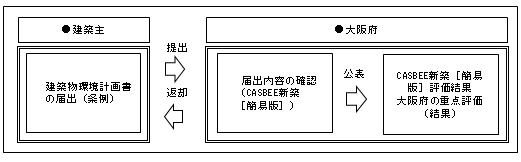 ●建築主
提出
●大阪府
建築物環境計画書
の届出（条例）
返却
届出内容の確認
（CASBEE新築
［簡易版］）
公表
CASBEE新築［簡易
版］評価結果
大阪府の重点評価
（結果）